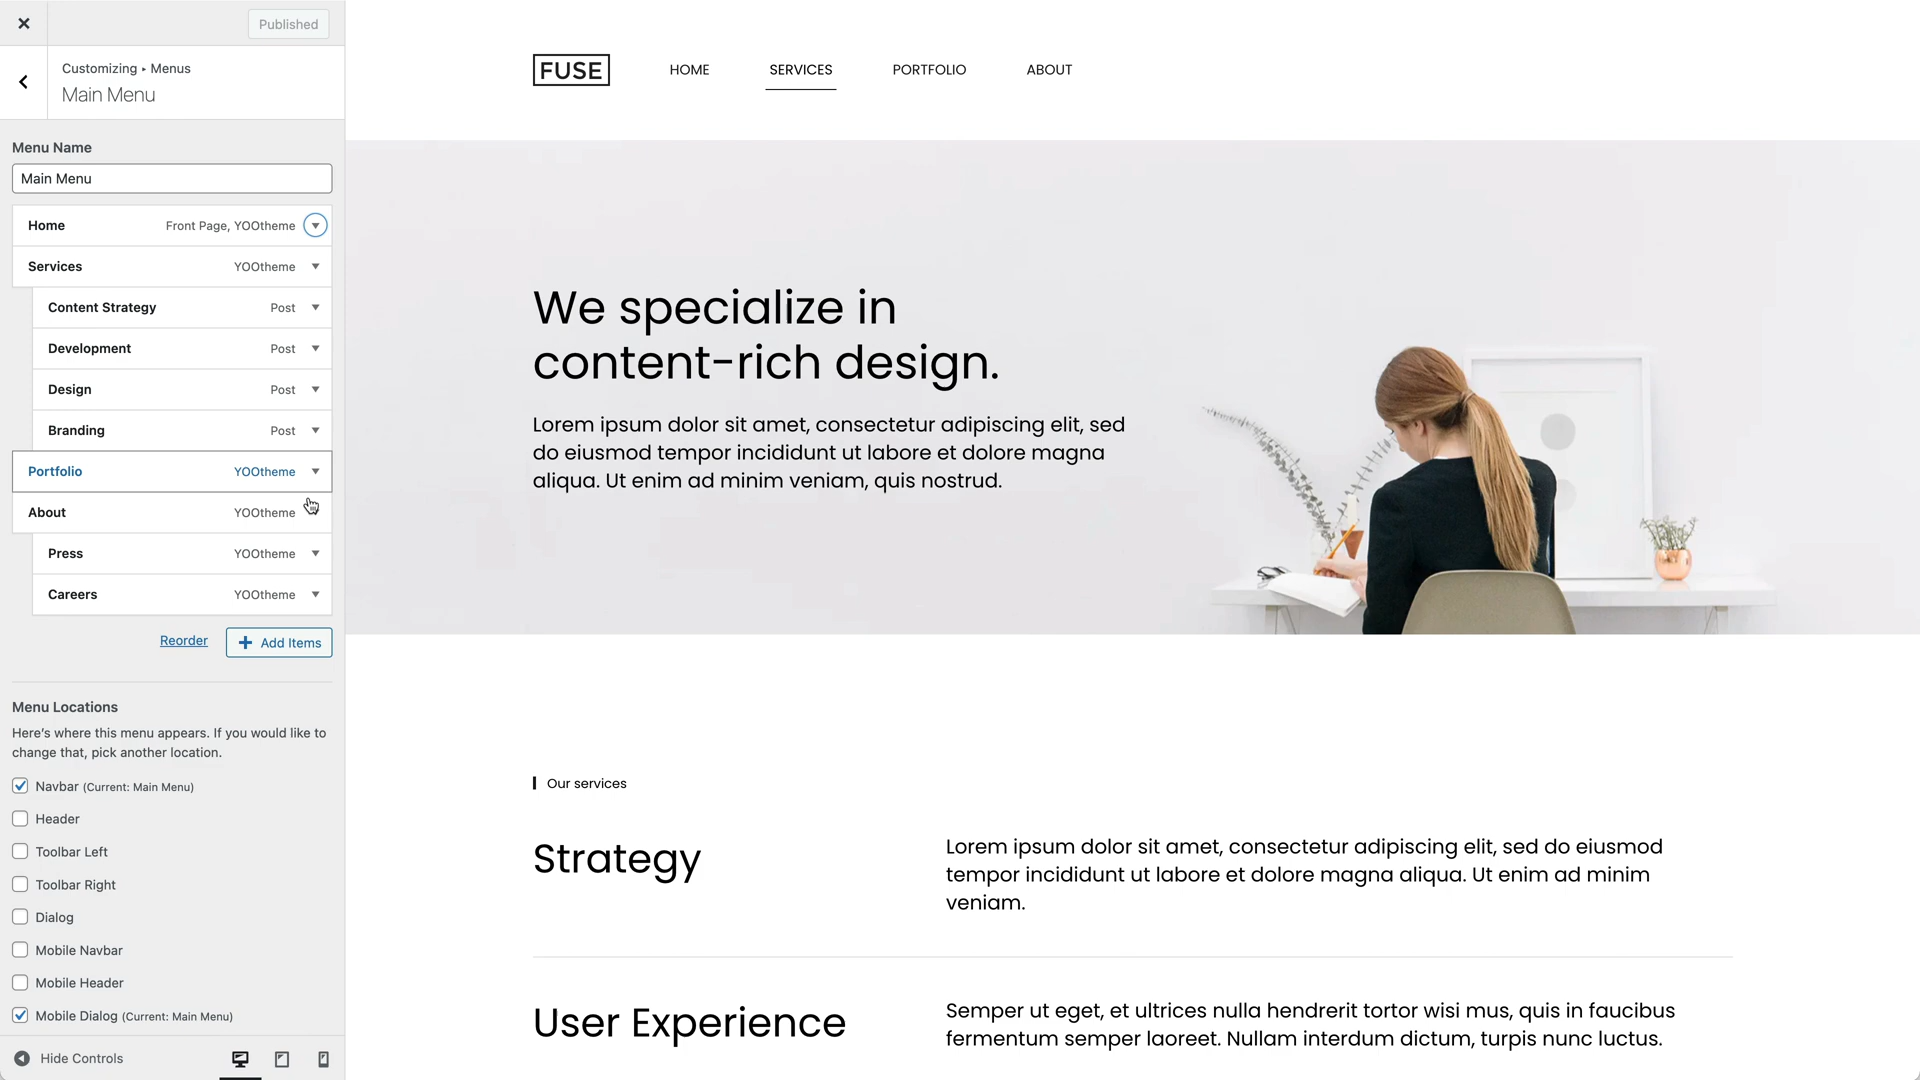 Published
Customizing ▸ Menus
Main Menu
Menu Name
Main Menu
Home Front Page, YOOtheme
Services YOOtheme
Content Strategy Post
Development Post
Design Post
Branding Post
Portfolio YOOtheme
About YOOtheme
Press YOOtheme
Careers YOOtheme
Reorder + Add Items
Menu Locations
Here's where this menu appears. If you would like to
change that, pick another location.
Navbar (Current: Main Menu)
Header
Toolbar Left
Toolbar Right
Dialog
Mobile Navbar
Mobile Header
Mobile Dialog (Current: Main Menu)
Hide Controls
FUSE HOME SERVICES PORTFOLIO ABOUT
We specialize in
content-rich design.
Lorem ipsum dolor sit amet, consectetur adipiscing elit, sed
do eiusmod tempor incididunt ut labore et dolore magna
aliqua. Ut enim ad minim veniam, quis nostrud.
Our services
Strategy
Lorem ipsum dolor sit amet, consectetur adipiscing elit, sed do eiusmod
tempor incididunt ut labore et dolore magna aliqua. Ut enim ad minim
veniam.
User Experience
Semper ut eget, et ultrices nulla hendrerit tortor wisi mus, quis in faucibus
fermentum semper laoreet. Nullam interdum dictum, turpis nunc luctus.